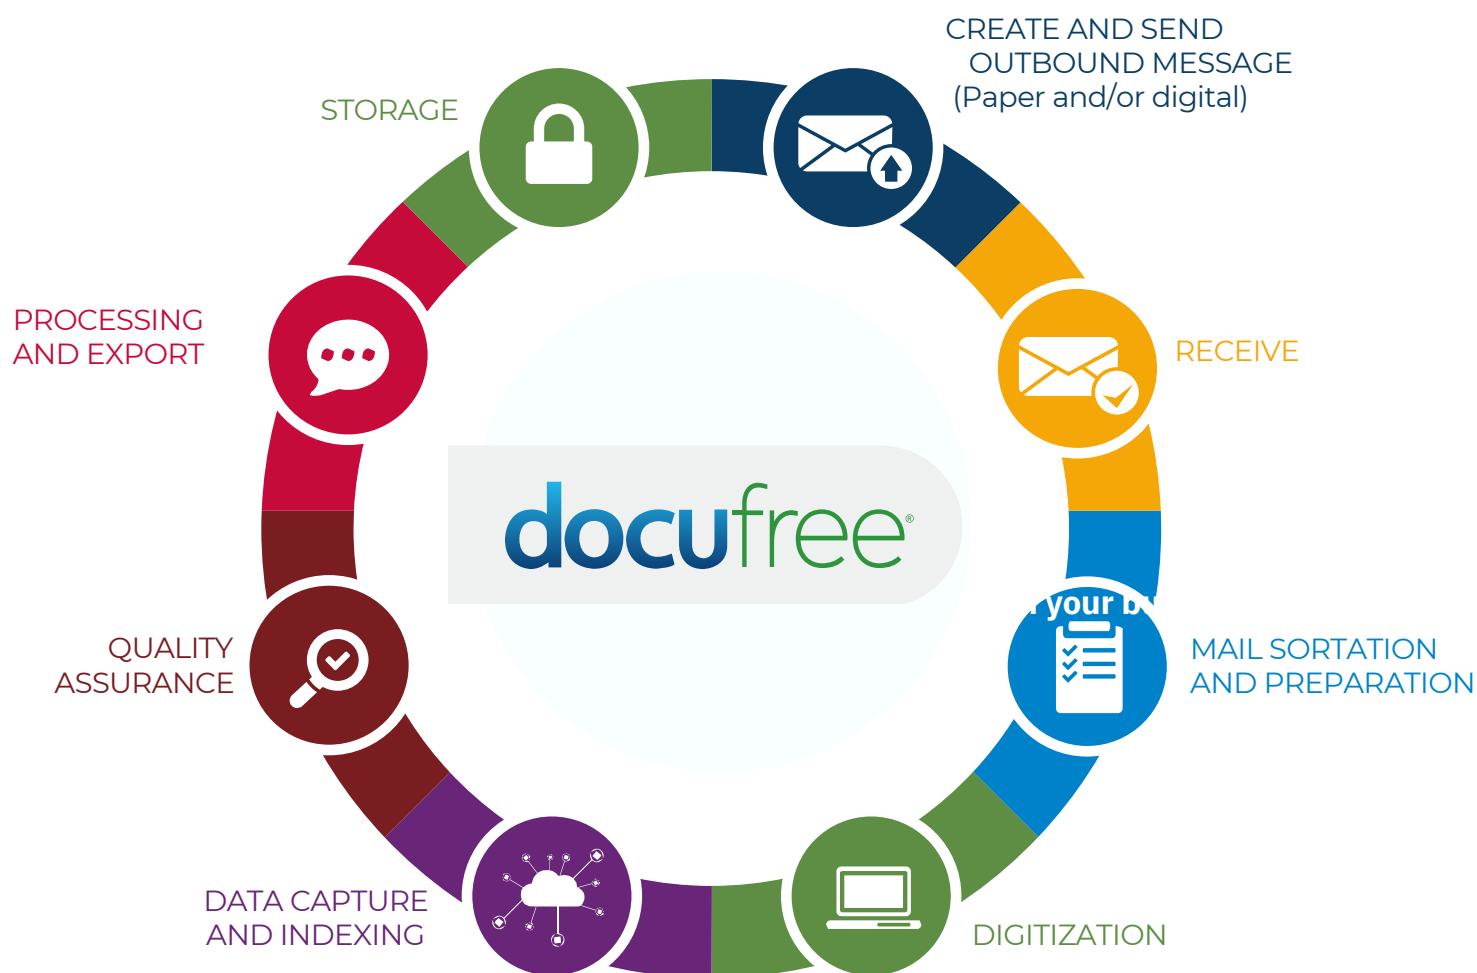 CREATE AND SEND
OUTBOUND MESSAGE
(Paper and/or digital)
STORAGE
PROCESSING
AND EXPORT
RECEIVE
docufree®
your
QUALITY
ASSURANCE
MAIL SORTATION
AND PREPARATION
DATA CAPTURE
AND INDEXING
DIGITIZATION